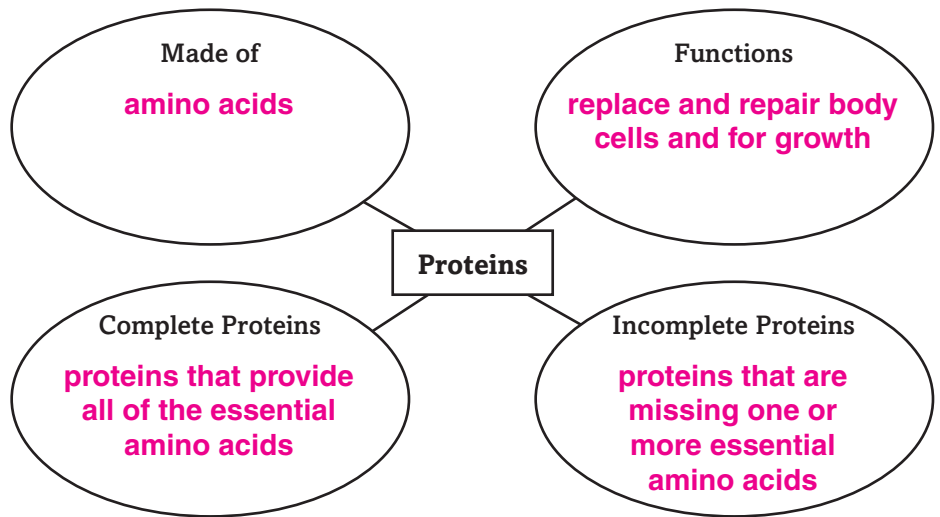 Made of
amino acids
Functions
replace and repair body
cells and for growth
Proteins
Complete Proteins
proteins that provide
all of the essential
amino acids
Incomplete Proteins
proteins that are
missing one or
more essential
amino acids